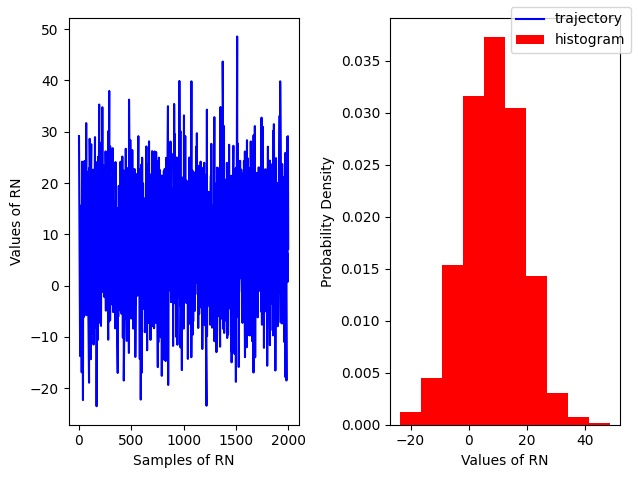 trajectory
histogram
50
40
30
20
10
0
−10
−20
Values of RN
0 500 1000 1500 2000
Samples of RN
0.035
0.030
0.025
0.020
0.015
0.010
0.005
0.000
Probability Density
−20 0 20 40
Values of RN